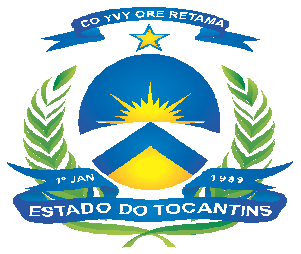 CO YVY ORE RETAMA
1º JAN 1989
ESTADO DO TOCANTINS